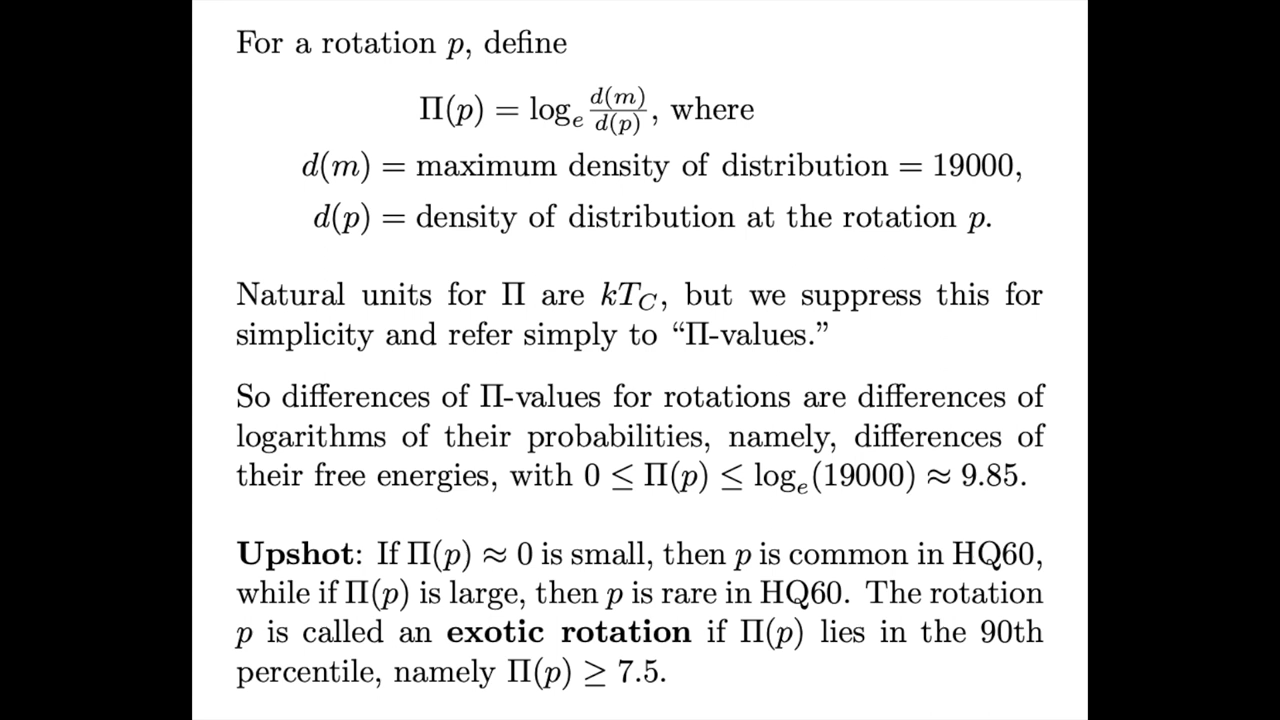 For a rotation p, define
Π(p) = logₑ d(m)/d(p), where
d(m) = maximum density of distribution = 19000,
d(p) = density of distribution at the rotation p.
Natural units for Π are kT_C, but we suppress this for
simplicity and refer simply to “Π-values.”
So differences of Π-values for rotations are differences of
logarithms of their probabilities, namely, differences of
their free energies, with 0 ≤ Π(p) ≤ logₑ(19000) ≈ 9.85.
Upshot: If Π(p) ≈ 0 is small, then p is common in HQ60,
while if Π(p) is large, then p is rare in HQ60. The rotation
p is called an exotic rotation if Π(p) lies in the 90th
percentile, namely Π(p) ≥ 7.5.